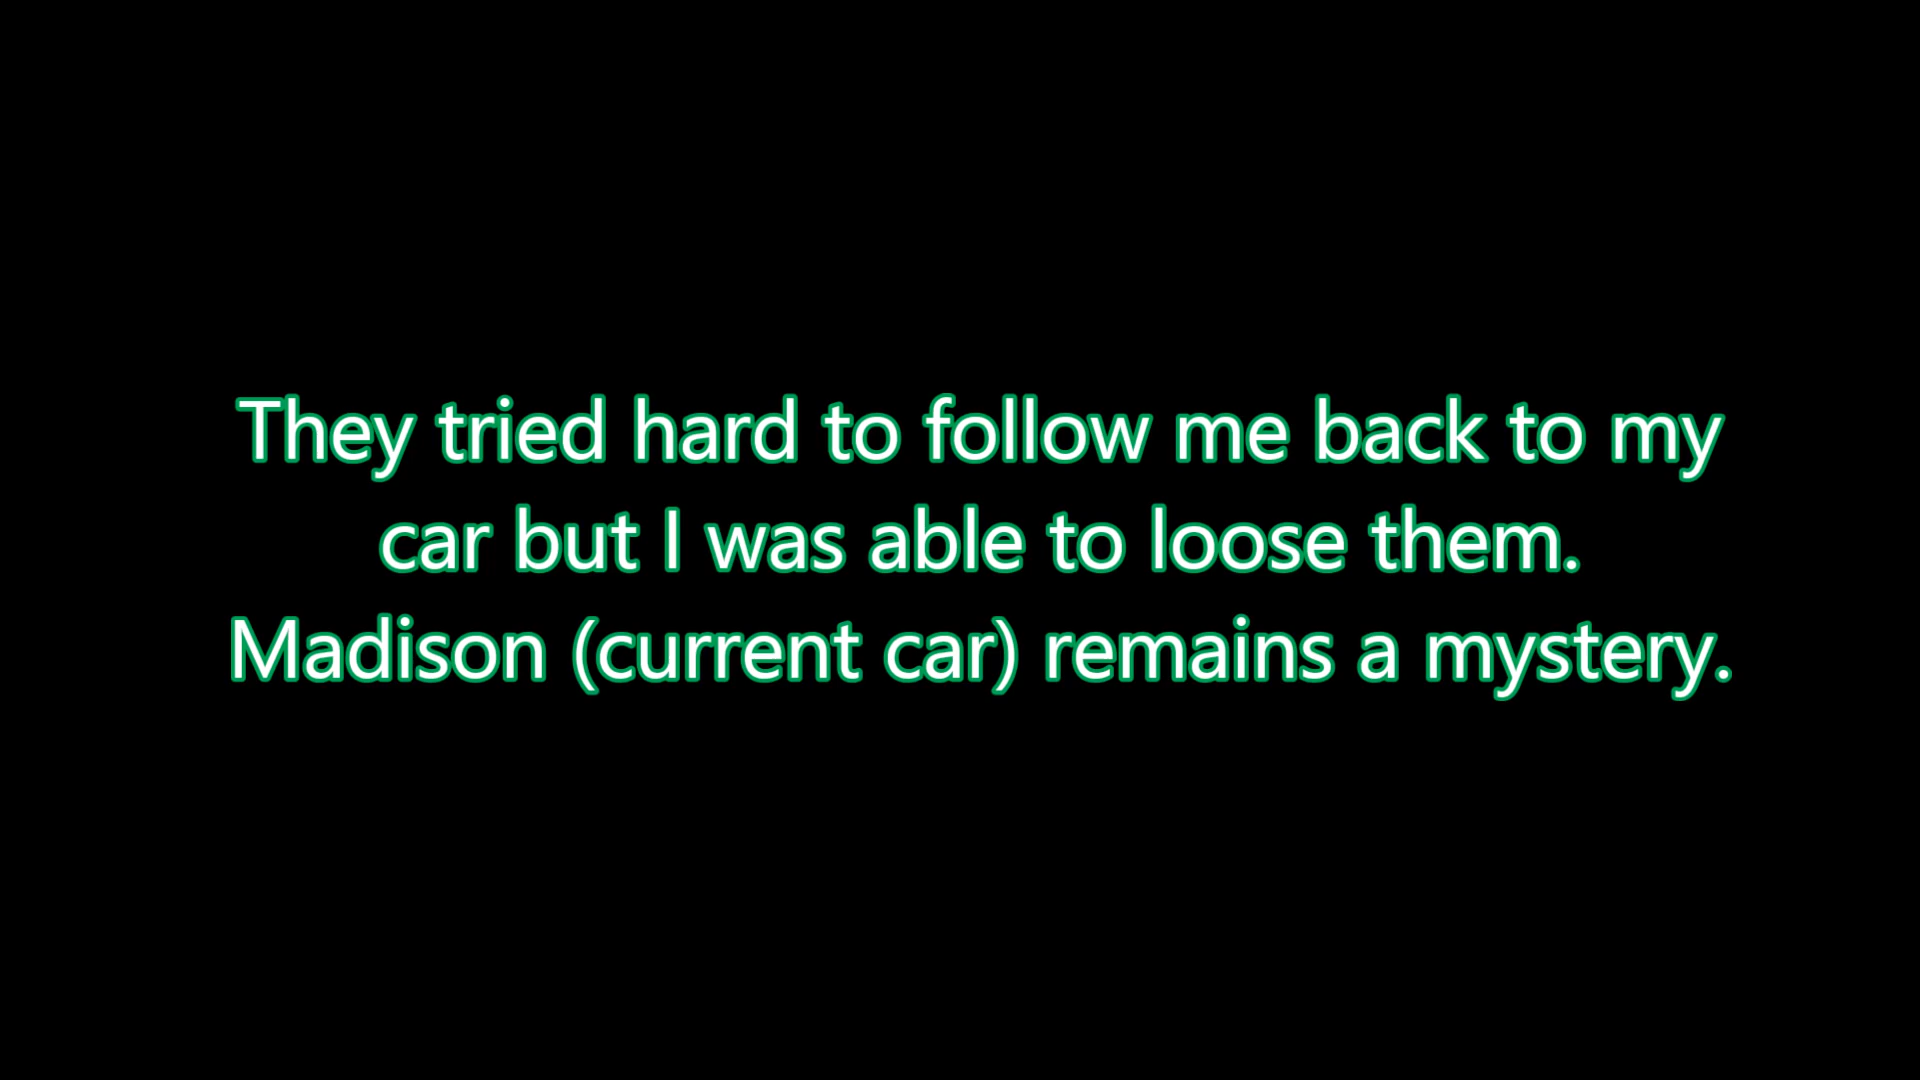 They tried hard to follow me back to my
car but I was able to loose them.
Madison (current car) remains a mystery.